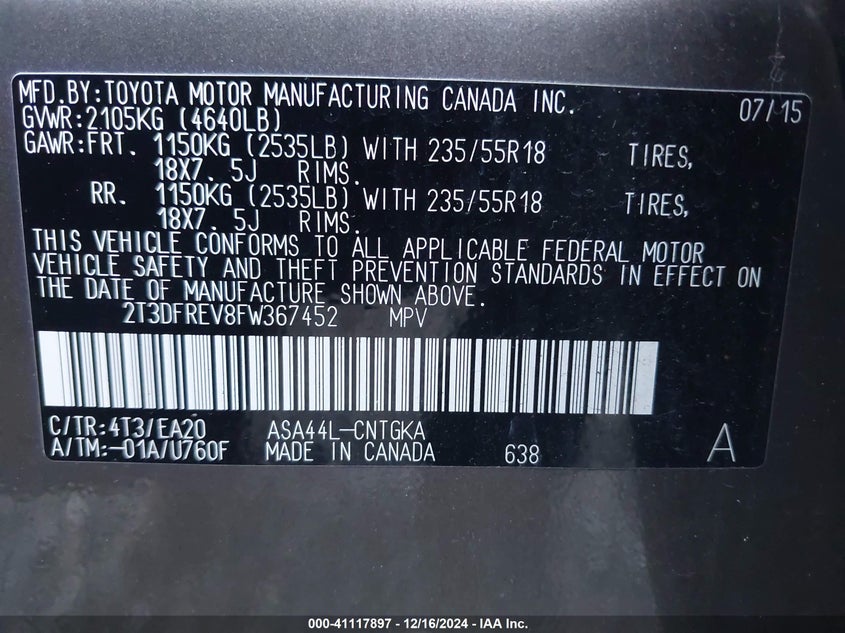 MFD.BY:TOYOTA MOTOR MANUFACTURING CANADA INC. 07/15
GVWR:2105KG (4640LB)
GAWR:FRT. 1150KG (2535LB) WITH 235/55R18 TIRES,
18X7. 5J RIMS.
RR. 1150KG (2535LB) WITH 235/55R18 TIRES,
18X7. 5J RIMS.
THIS VEHICLE CONFORMS TO ALL APPLICABLE FEDERAL MOTOR
VEHICLE SAFETY AND THEFT PREVENTION STANDARDS IN EFFECT ON
THE DATE OF MANUFACTURE SHOWN ABOVE.
2T3DFREV8FW367452 MPV
C/TR:4T3/EA20 ASA44L-CNTGKA
A/TM:-01A/U760F MADE IN CANADA 638 A
000-41117897 - 12/16/2024 - IAA Inc.